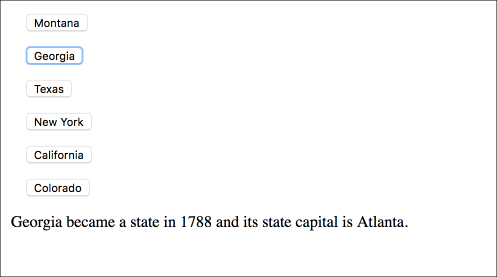 Montana
Georgia
Texas
New York
California
Colorado
Georgia became a state in 1788 and its state capital is Atlanta.